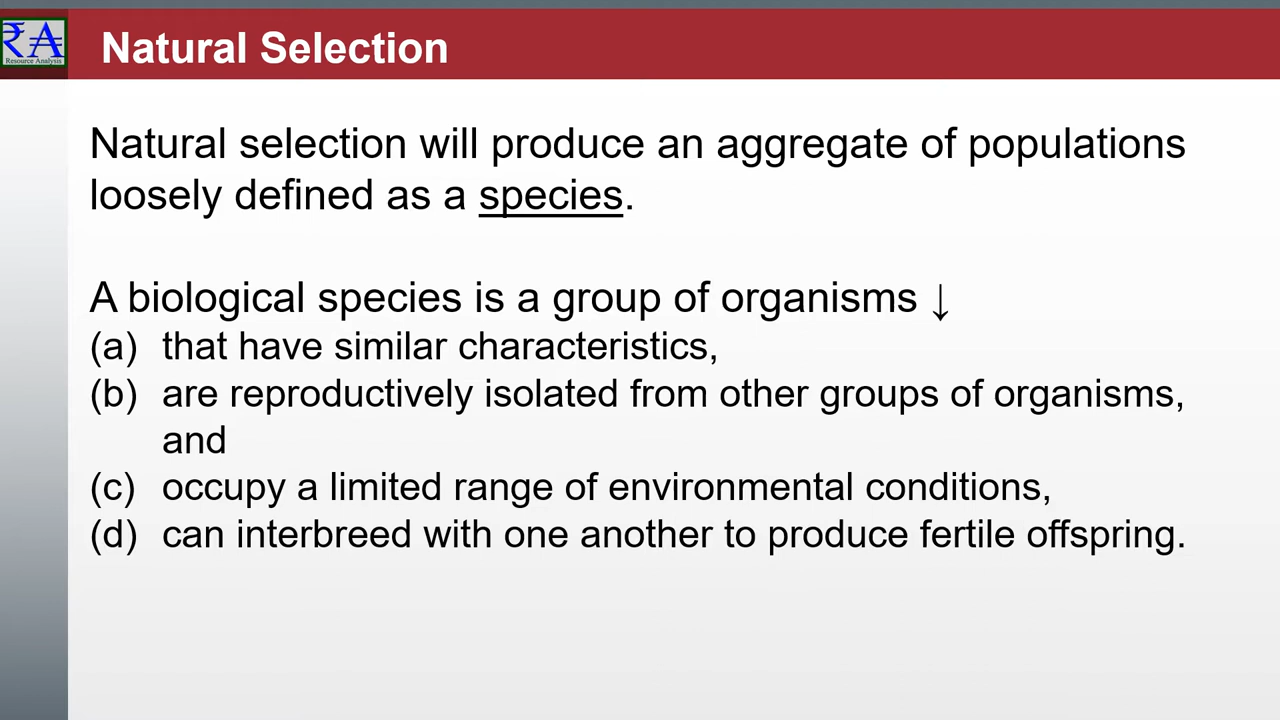 ₹A
Resource Analysis
Natural Selection
Natural selection will produce an aggregate of populations
loosely defined as a species.
A biological species is a group of organisms ↓
(a) that have similar characteristics,
(b) are reproductively isolated from other groups of organisms,
and
(c) occupy a limited range of environmental conditions,
(d) can interbreed with one another to produce fertile offspring.